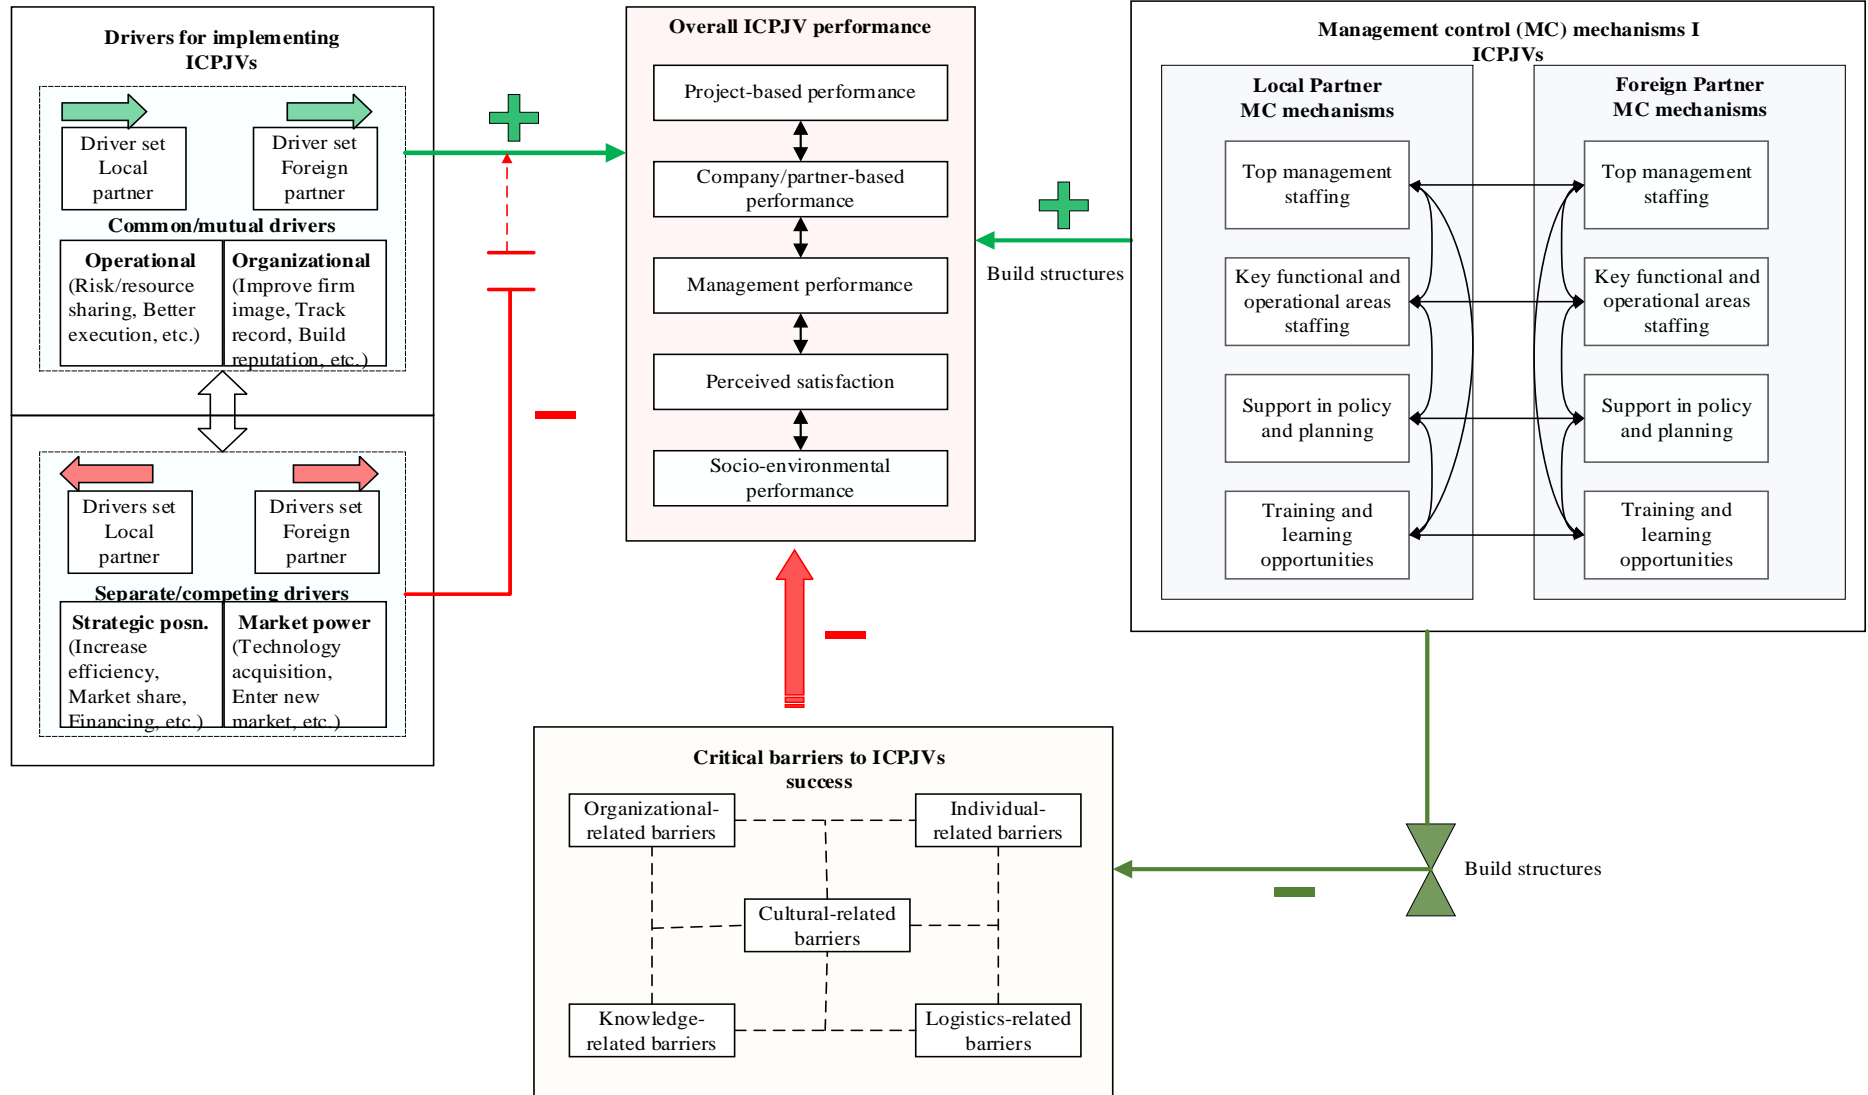 Drivers for implementing
ICPJVs
Driver set
Local
partner
Driver set
Foreign
partner
Common/mutual drivers
Operational
(Risk/resource
sharing, Better
execution, etc.)
Organizational
(Improve firm
image, Track
record, Build
reputation, etc.)
Drivers set
Local
partner
Drivers set
Foreign
partner
Separate/competing drivers
Strategic posn.
(Increase
efficiency,
Market share,
Financing, etc.)
Market power
(Technology
acquisition,
Enter new
market, etc.)
Overall ICPJV performance
Project-based performance
Company/partner-based
performance
Management performance
Perceived satisfaction
Socio-environmental
performance
Build structures
Management control (MC) mechanisms I
ICPJVs
Local Partner
MC mechanisms
Top management
staffing
Key functional and
operational areas
staffing
Support in policy
and planning
Training and
learning
opportunities
Foreign Partner
MC mechanisms
Top management
staffing
Key functional and
operational areas
staffing
Support in policy
and planning
Training and
learning
opportunities
Build structures
Critical barriers to ICPJVs
success
Organizational-
related barriers
Individual-
related barriers
Cultural-related
barriers
Knowledge-
related barriers
Logistics-related
barriers